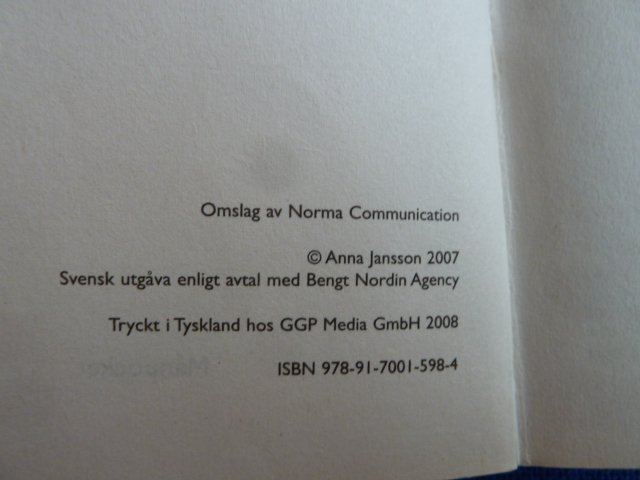 Omslag av Norma Communication
© Anna Jansson 2007
Svensk utgåva enligt avtal med Bengt Nordin Agency
Tryckt i Tyskland hos GGP Media GmbH 2008
ISBN 978-91-7001-598-4